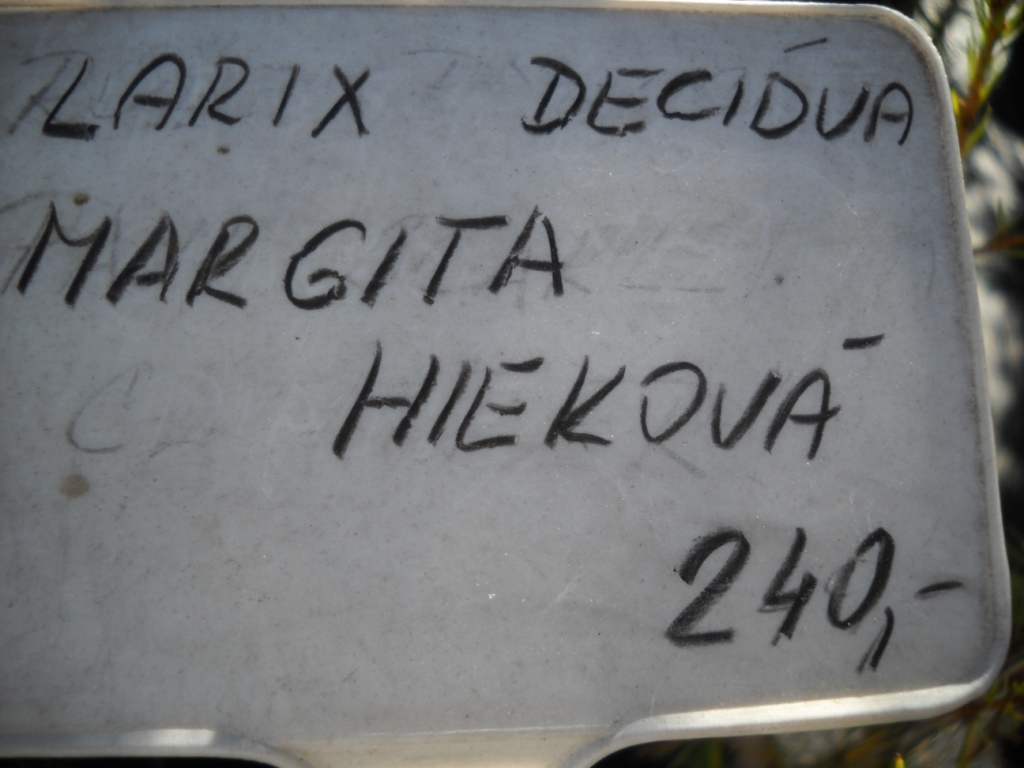 LARIX DECIDUA
MARGITA
HIEKOVÁ
240,-